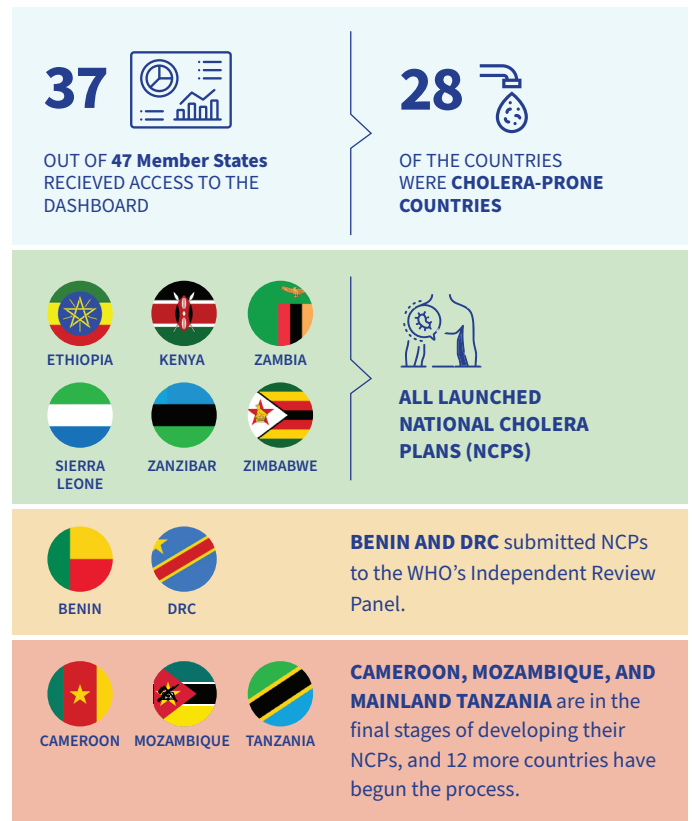 37
OUT OF 47 Member States
RECIEVED ACCESS TO THE
DASHBOARD
28
OF THE COUNTRIES
WERE CHOLERA-PRONE
COUNTRIES
ETHIOPIA
KENYA
ZAMBIA
SIERRA
LEONE
ZANZIBAR
ZIMBABWE
ALL LAUNCHED
NATIONAL CHOLERA
PLANS (NCPS)
BENIN
DRC
BENIN AND DRC submitted NCPs
to the WHO’s Independent Review
Panel.
CAMEROON
MOZAMBIQUE
TANZANIA
CAMEROON, MOZAMBIQUE, AND
MAINLAND TANZANIA are in the
final stages of developing their
NCPs, and 12 more countries have
begun the process.